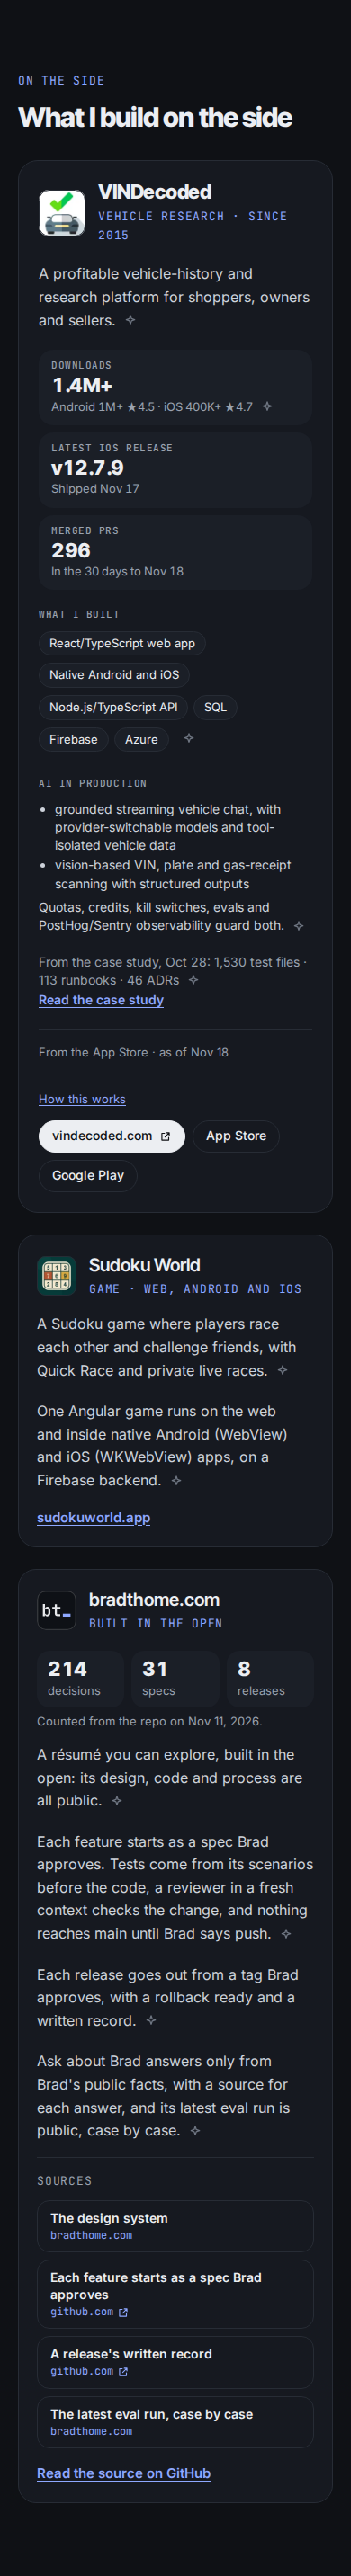 ON THE SIDE
What I build on the side
VINDecoded
VEHICLE RESEARCH · SINCE
2015
A profitable vehicle-history and
research platform for shoppers, owners
and sellers.
DOWNLOADS
1.4M+
Android 1M+ ★4.5 · iOS 400K+ ★4.7
LATEST IOS RELEASE
v12.7.9
Shipped Nov 17
MERGED PRS
296
In the 30 days to Nov 18
WHAT I BUILT
React/TypeScript web app
Native Android and iOS
Node.js/TypeScript API SQL
Firebase Azure
AI IN PRODUCTION
• grounded streaming vehicle chat, with
provider-switchable models and tool-
isolated vehicle data
• vision-based VIN, plate and gas-receipt
scanning with structured outputs
Quotas, credits, kill switches, evals and
PostHog/Sentry observability guard both.
From the case study, Oct 28: 1,530 test files ·
113 runbooks · 46 ADRs
Read the case study
From the App Store · as of Nov 18
How this works
vindecoded.com App Store
Google Play
Sudoku World
GAME · WEB, ANDROID AND IOS
A Sudoku game where players race
each other and challenge friends, with
Quick Race and private live races.
One Angular game runs on the web
and inside native Android (WebView)
and iOS (WKWebView) apps, on a
Firebase backend.
sudokuworld.app
bt_
bradthome.com
BUILT IN THE OPEN
214 31 8
decisions specs releases
Counted from the repo on Nov 11, 2026.
A résumé you can explore, built in the
open: its design, code and process are
all public.
Each feature starts as a spec Brad
approves. Tests come from its scenarios
before the code, a reviewer in a fresh
context checks the change, and nothing
reaches main until Brad says push.
Each release goes out from a tag Brad
approves, with a rollback ready and a
written record.
Ask about Brad answers only from
Brad's public facts, with a source for
each answer, and its latest eval run is
public, case by case.
SOURCES
The design system
bradthome.com
Each feature starts as a spec Brad
approves
github.com
A release's written record
github.com
The latest eval run, case by case
bradthome.com
Read the source on GitHub